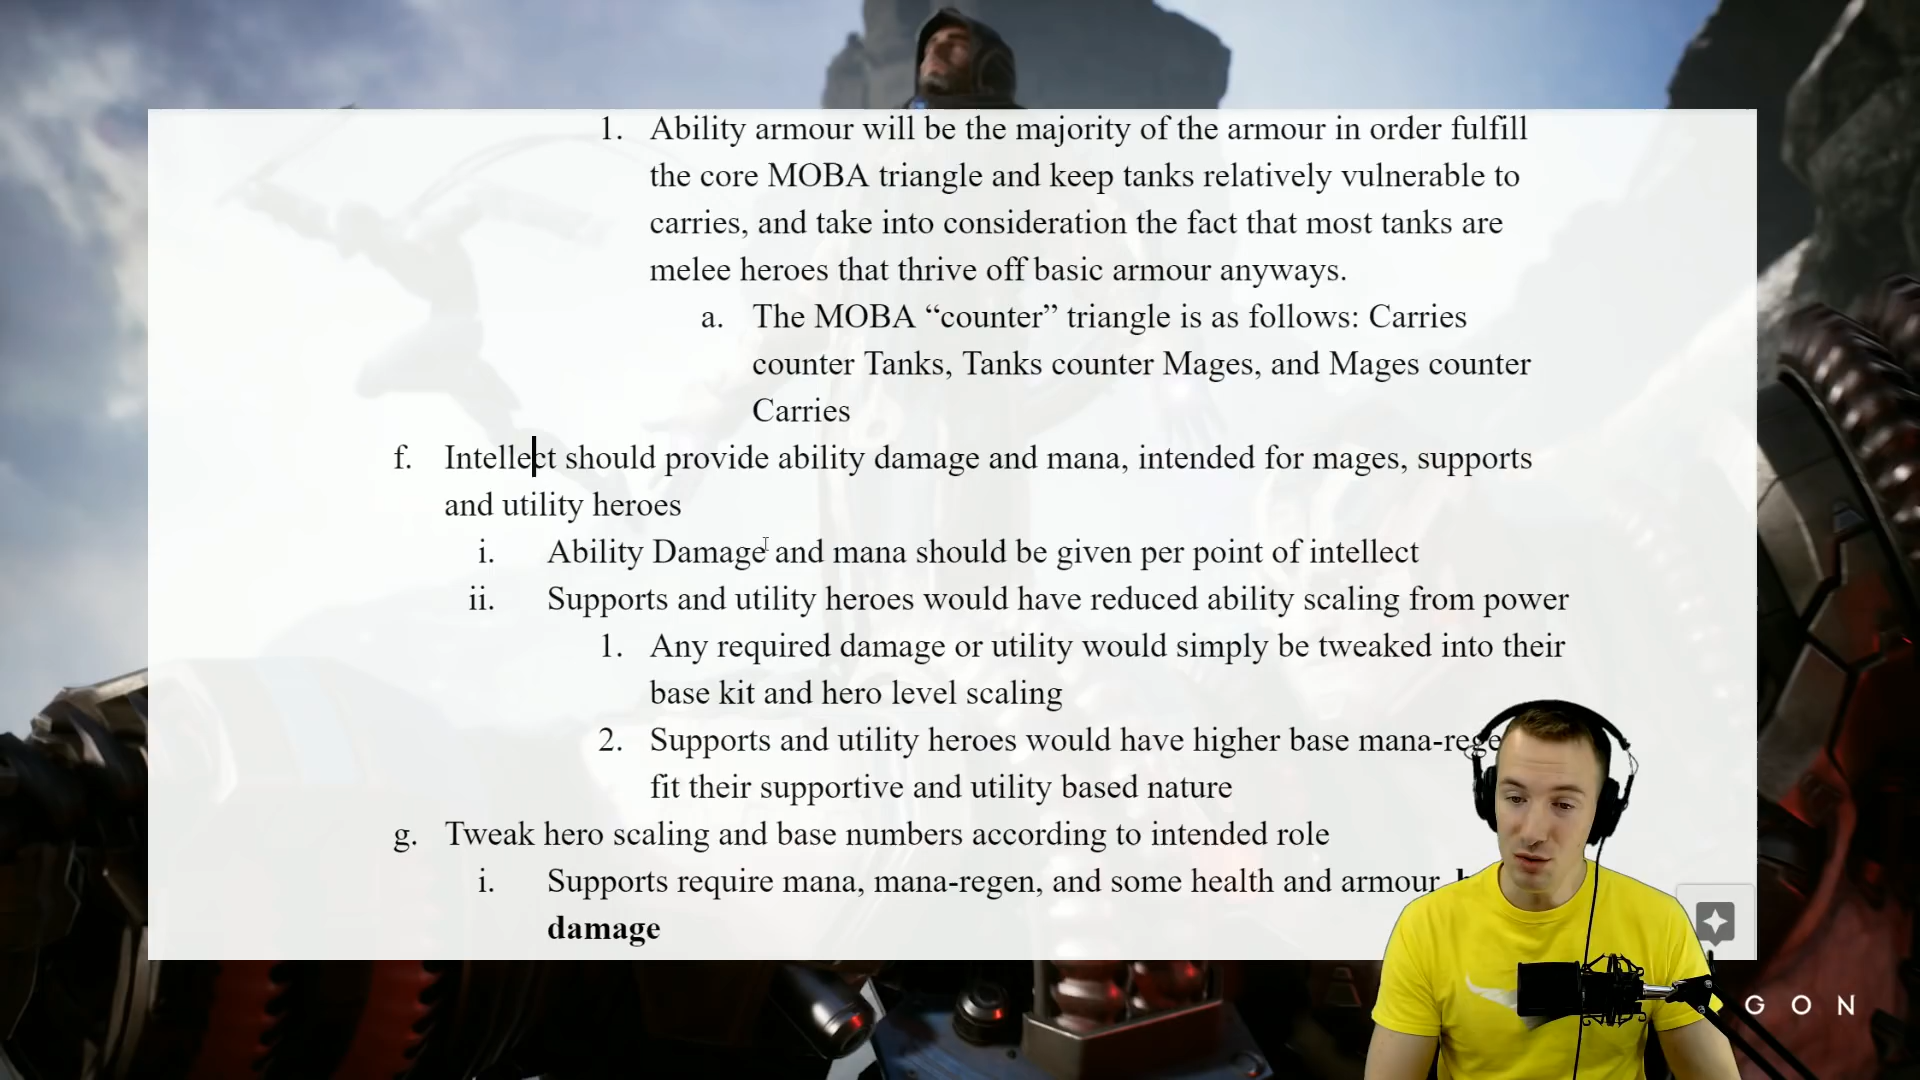 1. Ability armour will be the majority of the armour in order fulfill
the core MOBA triangle and keep tanks relatively vulnerable to
carries, and take into consideration the fact that most tanks are
melee heroes that thrive off basic armour anyways.
a. The MOBA “counter” triangle is as follows: Carries
counter Tanks, Tanks counter Mages, and Mages counter
Carries
f. Intellect should provide ability damage and mana, intended for mages, supports
and utility heroes
i. Ability Damage and mana should be given per point of intellect
ii. Supports and utility heroes would have reduced ability scaling from power
1. Any required damage or utility would simply be tweaked into their
base kit and hero level scaling
2. Supports and utility heroes would have higher base mana-rege
fit their supportive and utility based nature
g. Tweak hero scaling and base numbers according to intended role
i. Supports require mana, mana-regen, and some health and armour,
damage
GON